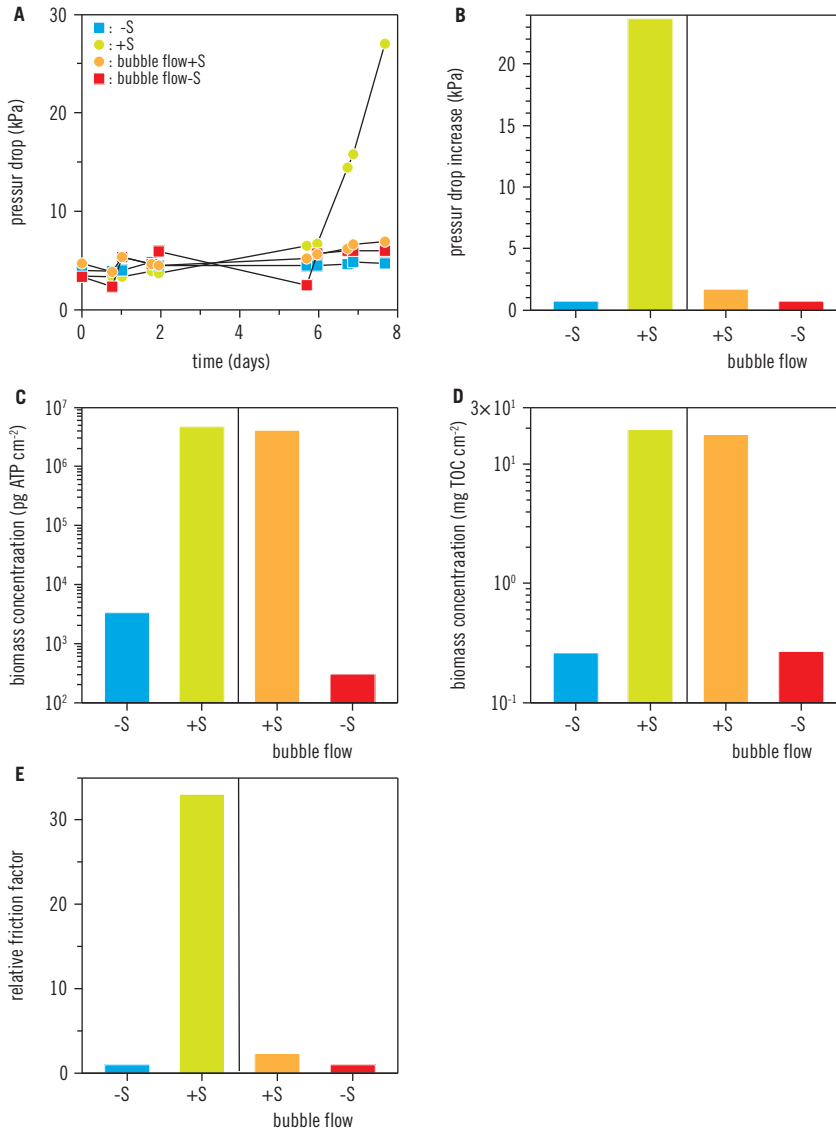 A
pressur drop (kPa)
30
20
10
0
: -S
: +S
: bubble flow+S
: bubble flow-S
0 2 4 6 8
time (days)
B
pressur drop increase (kPa)
20
15
10
5
0
-S +S +S -S
bubble flow
C
biomass concentraation (pg ATP cm⁻²)
10⁷
10⁶
10⁵
10⁴
10³
10²
-S +S +S -S
bubble flow
D
biomass concentraation (mg TOC cm⁻²)
3×10¹
10¹
10⁰
10⁻¹
-S +S +S -S
bubble flow
E
relative friction factor
30
20
10
0
-S +S +S -S
bubble flow